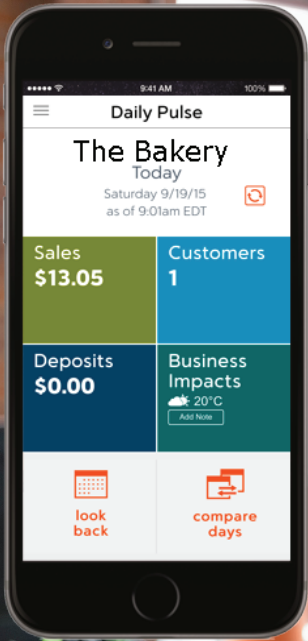 9:41 AM 100%
Daily Pulse
The Bakery
Today
Saturday 9/19/15
as of 9:01am EDT
Sales
$13.05
Customers
1
Deposits
$0.00
Business
Impacts
20°C
Add Note
look
back
compare
days